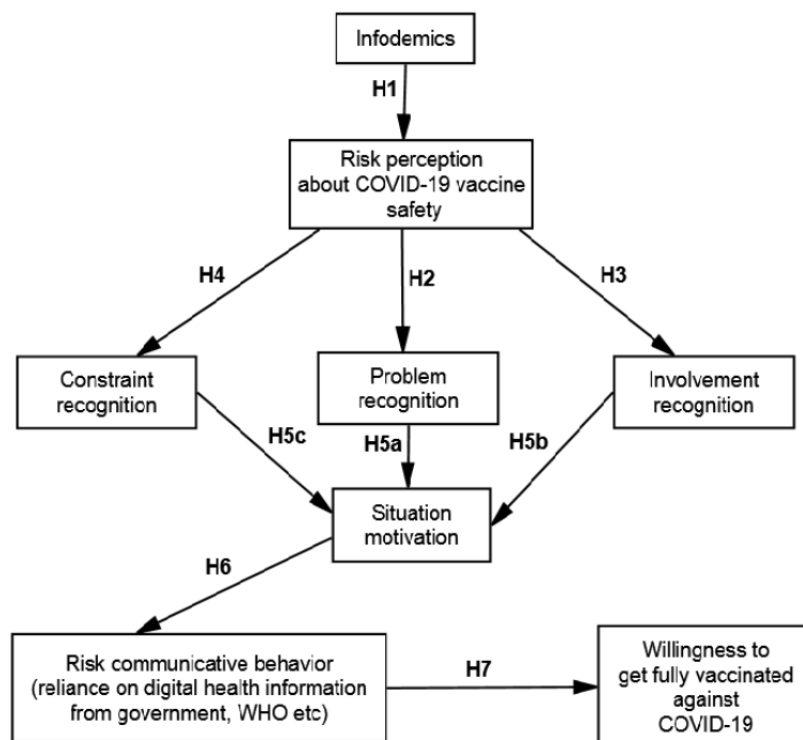 Infodemics
H1
Risk perception
about COVID-19 vaccine
safety
H4
H2
H3
Constraint
recognition
Problem
recognition
Involvement
recognition
H5c
H5a
H5b
Situation
motivation
H6
Risk communicative behavior
(reliance on digital health information
from government, WHO etc)
H7
Willingness to
get fully vaccinated
against
COVID-19